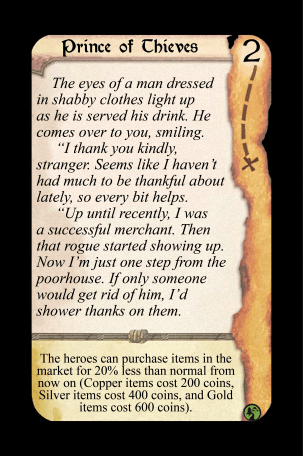 Prince of Thieves
2
The eyes of a man dressed
in shabby clothes light up
as he is served his drink. He
comes over to you, smiling.
“I thank you kindly,
stranger. Seems like I haven’t
had much to be thankful about
lately, so every bit helps.
“Up until recently, I was
a successful merchant. Then
that rogue started showing up.
Now I’m just one step from the
poorhouse. If only someone
would get rid of him, I’d
shower thanks on them.
The heroes can purchase items in the
market for 20% less than normal from
now on (Copper items cost 200 coins,
Silver items cost 400 coins, and Gold
items cost 600 coins).